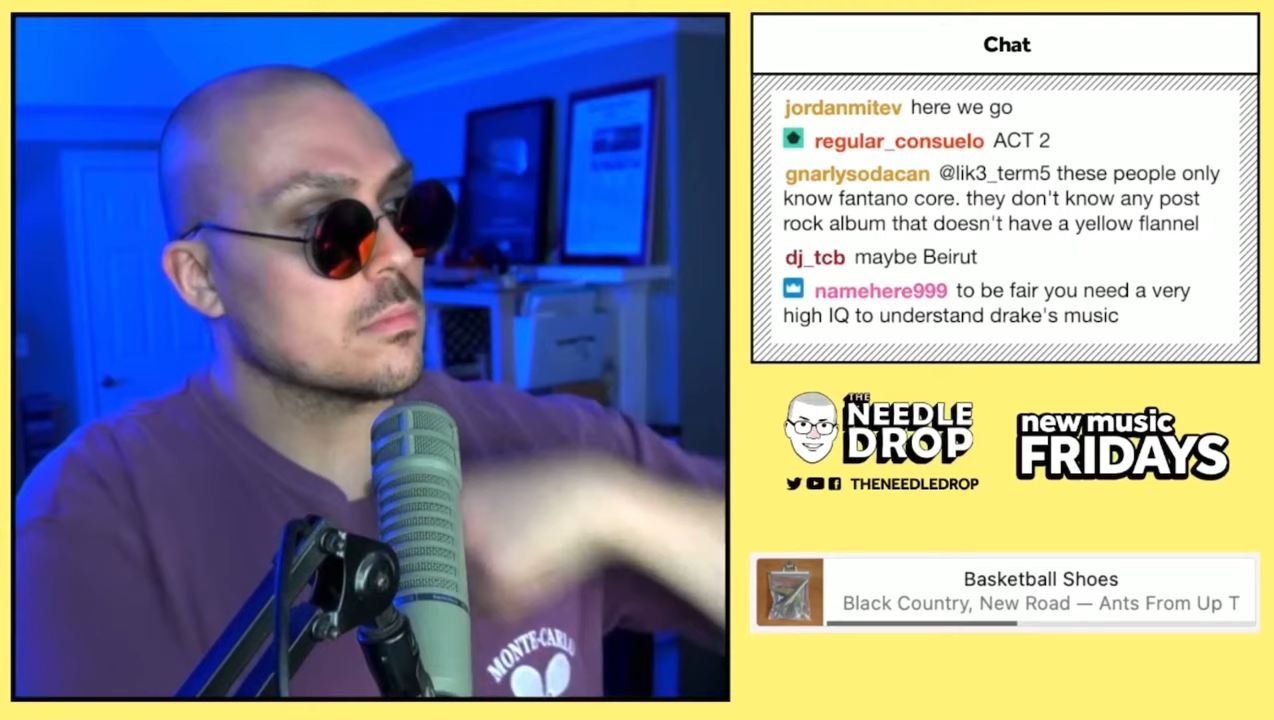 Chat
jordanmitev here we go
regular_consuelo ACT 2
gnarlysodacan @lik3_term5 these people only
know fantano core. they don't know any post
rock album that doesn't have a yellow flannel
dj_tcb maybe Beirut
namehere999 to be fair you need a very
high IQ to understand drake's music
THE
NEEDLE
DROP
THENEEDLEDROP
new music
FRIDAYS
Basketball Shoes
Black Country, New Road — Ants From Up T
MONTE-CARLO